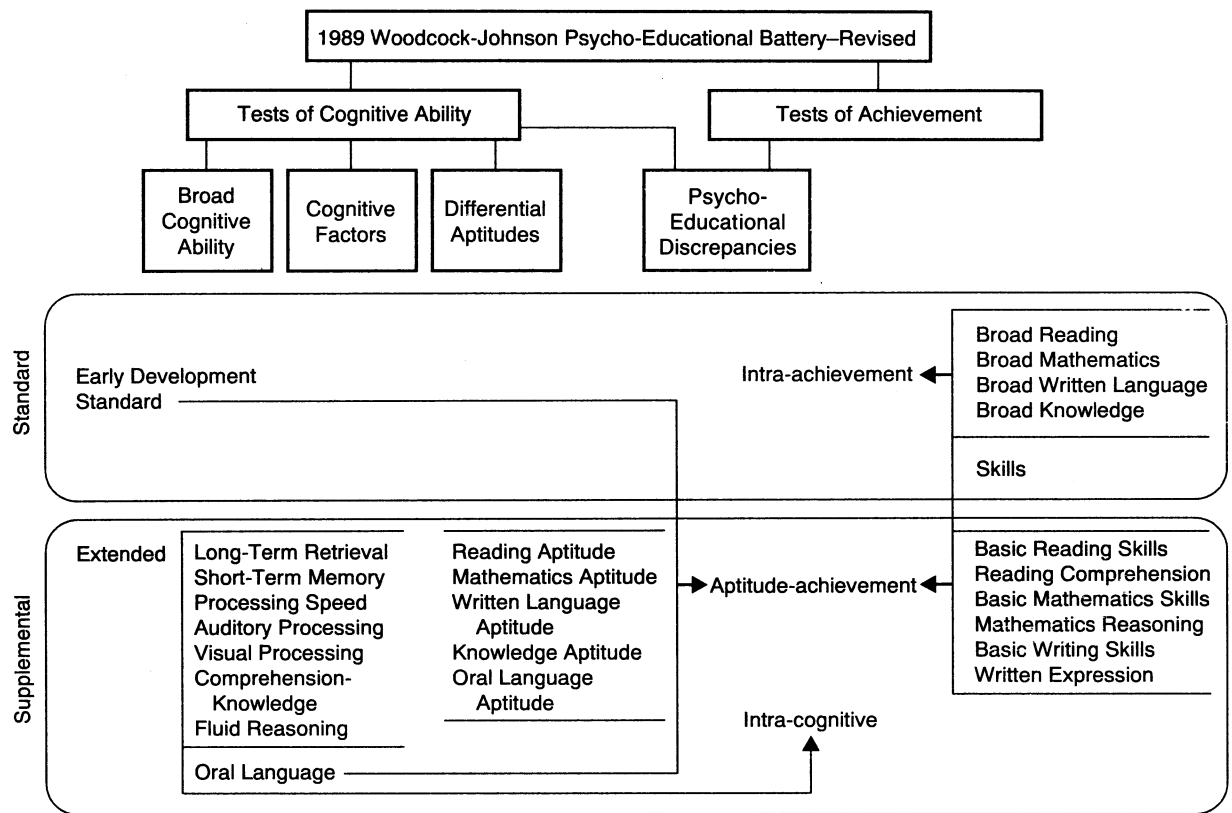 1989 Woodcock-Johnson Psycho-Educational Battery–Revised
Tests of Cognitive Ability
Tests of Achievement
Broad
Cognitive
Ability
Cognitive
Factors
Differential
Aptitudes
Psycho-
Educational
Discrepancies
Standard
Early Development
Standard
Intra-achievement
Broad Reading
Broad Mathematics
Broad Written Language
Broad Knowledge
Skills
Supplemental
Extended
Long-Term Retrieval
Short-Term Memory
Processing Speed
Auditory Processing
Visual Processing
Comprehension-
Knowledge
Fluid Reasoning
Oral Language
Reading Aptitude
Mathematics Aptitude
Written Language
Aptitude
Knowledge Aptitude
Oral Language
Aptitude
Aptitude-achievement
Intra-cognitive
Basic Reading Skills
Reading Comprehension
Basic Mathematics Skills
Mathematics Reasoning
Basic Writing Skills
Written Expression